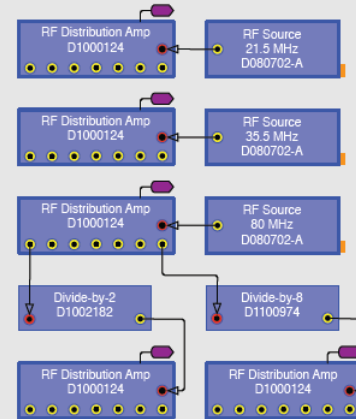 RF Distribution Amp
D1000124
RF Source
21.5 MHz
D080702-A
RF Distribution Amp
D1000124
RF Source
35.5 MHz
D080702-A
RF Distribution Amp
D1000124
RF Source
80 MHz
D080702-A
Divide-by-2
D1002182
Divide-by-8
D1100974
RF Distribution Amp
D1000124
RF Distribution Amp
D1000124